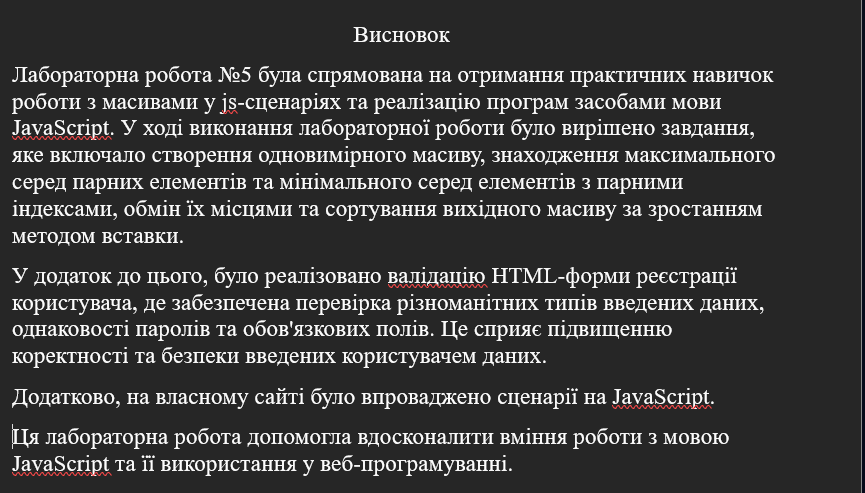 Висновок
Лабораторна робота №5 була спрямована на отримання практичних навичок
роботи з масивами у js-сценаріях та реалізацію програм засобами мови
JavaScript. У ході виконання лабораторної роботи було вирішено завдання,
яке включало створення одновимірного масиву, знаходження максимального
серед парних елементів та мінімального серед елементів з парними
індексами, обмін їх місцями та сортування вихідного масиву за зростанням
методом вставки.
У додаток до цього, було реалізовано валідацію HTML-форми реєстрації
користувача, де забезпечена перевірка різноманітних типів введених даних,
однаковості паролів та обов'язкових полів. Це сприяє підвищенню
коректності та безпеки введених користувачем даних.
Додатково, на власному сайті було впроваджено сценарії на JavaScript.
Ця лабораторна робота допомогла вдосконалити вміння роботи з мовою
JavaScript та її використання у веб-програмуванні.